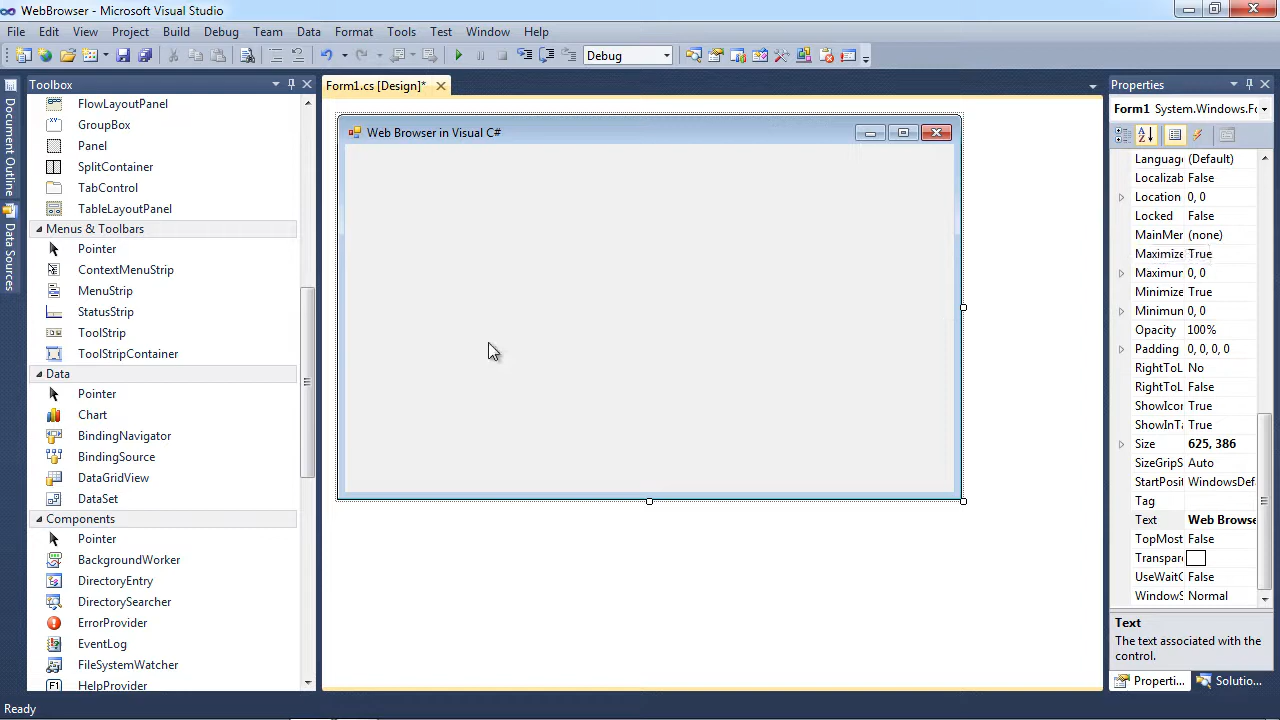 WebBrowser - Microsoft Visual Studio
File Edit View Project Build Debug Team Data Format Tools Test Window Help
Debug
Toolbox
Form1.cs [Design]*
Properties
Document Outline
Data Sources
FlowLayoutPanel
GroupBox
Panel
SplitContainer
TabControl
TableLayoutPanel
Menus & Toolbars
Pointer
ContextMenuStrip
MenuStrip
StatusStrip
ToolStrip
ToolStripContainer
Data
Pointer
Chart
BindingNavigator
BindingSource
DataGridView
DataSet
Components
Pointer
BackgroundWorker
DirectoryEntry
DirectorySearcher
ErrorProvider
EventLog
FileSystemWatcher
HelpProvider
Web Browser in Visual C#
Form1 System.Windows.Fo
Languag (Default)
Localizab False
Location 0, 0
Locked False
MainMer (none)
Maximize True
Maximur 0, 0
Minimize True
Minimun 0, 0
Opacity 100%
Padding 0, 0, 0, 0
RightToL No
RightToL False
ShowIcor True
ShowInTa True
Size 625, 386
SizeGripS Auto
StartPosit WindowsDef
Tag
Text Web Browse
TopMost False
Transpar
UseWaitC False
WindowS Normal
Text
The text associated with the
control.
Properti...
Solutio...
Ready